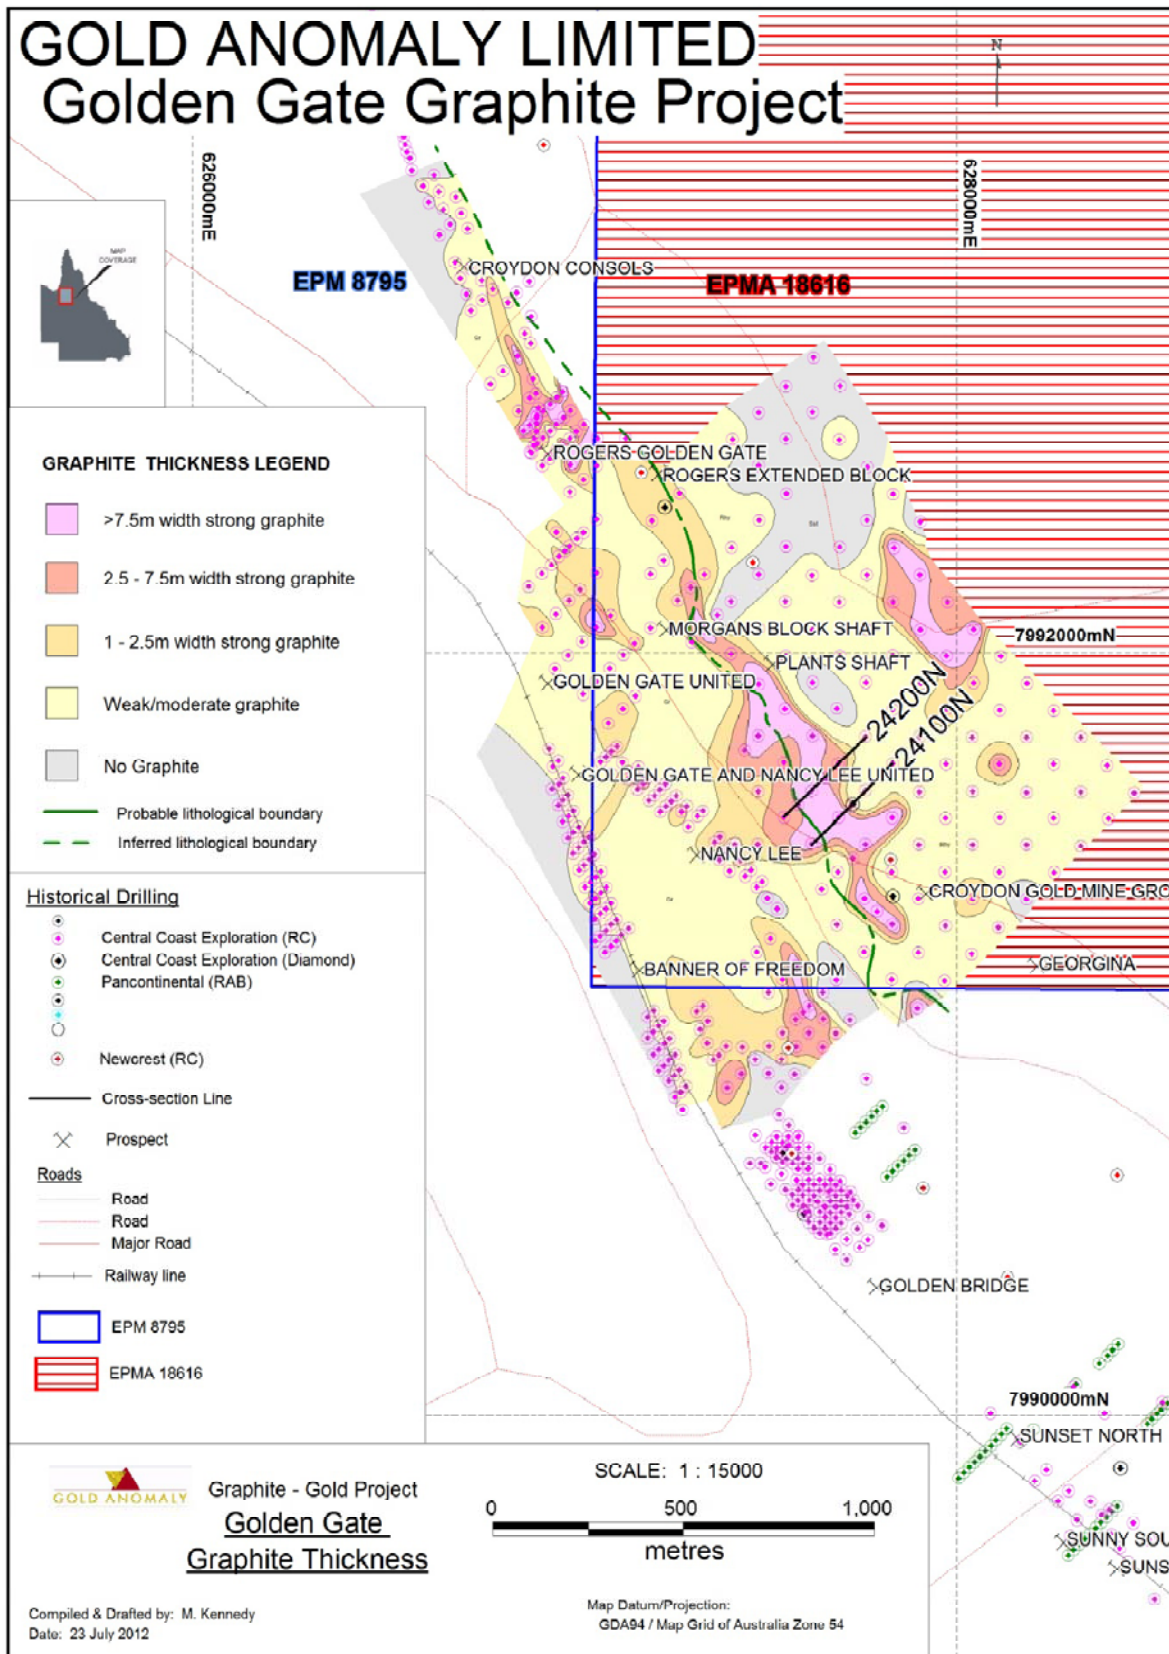 GOLD ANOMALY LIMITED
Golden Gate Graphite Project
N
626000mE
628000mE
MAP
COVERAGE
EPM 8795
EPMA 18616
CROYDON CONSOLS
ROGERS GOLDEN GATE
ROGERS EXTENDED BLOCK
MORGANS BLOCK SHAFT
7992000mN
PLANTS SHAFT
GOLDEN GATE UNITED
24200N
24100N
GOLDEN GATE AND NANCY LEE UNITED
NANCY LEE
CROYDON GOLD MINE GRO
BANNER OF FREEDOM
GEORGINA
GOLDEN BRIDGE
7990000mN
SUNSET NORTH
SUNNY SOU
SUNS
GRAPHITE THICKNESS LEGEND
>7.5m width strong graphite
2.5 - 7.5m width strong graphite
1 - 2.5m width strong graphite
Weak/moderate graphite
No Graphite
Probable lithological boundary
Inferred lithological boundary
Historical Drilling
Central Coast Exploration (RC)
Central Coast Exploration (Diamond)
Pancontinental (RAB)
Newcrest (RC)
Cross-section Line
Prospect
Roads
Road
Road
Major Road
Railway line
EPM 8795
EPMA 18616
GOLD ANOMALY
Graphite - Gold Project
Golden Gate
Graphite Thickness
SCALE: 1 : 15000
0 500 1,000
metres
Compiled & Drafted by: M. Kennedy
Date: 23 July 2012
Map Datum/Projection:
GDA94 / Map Grid of Australia Zone 54